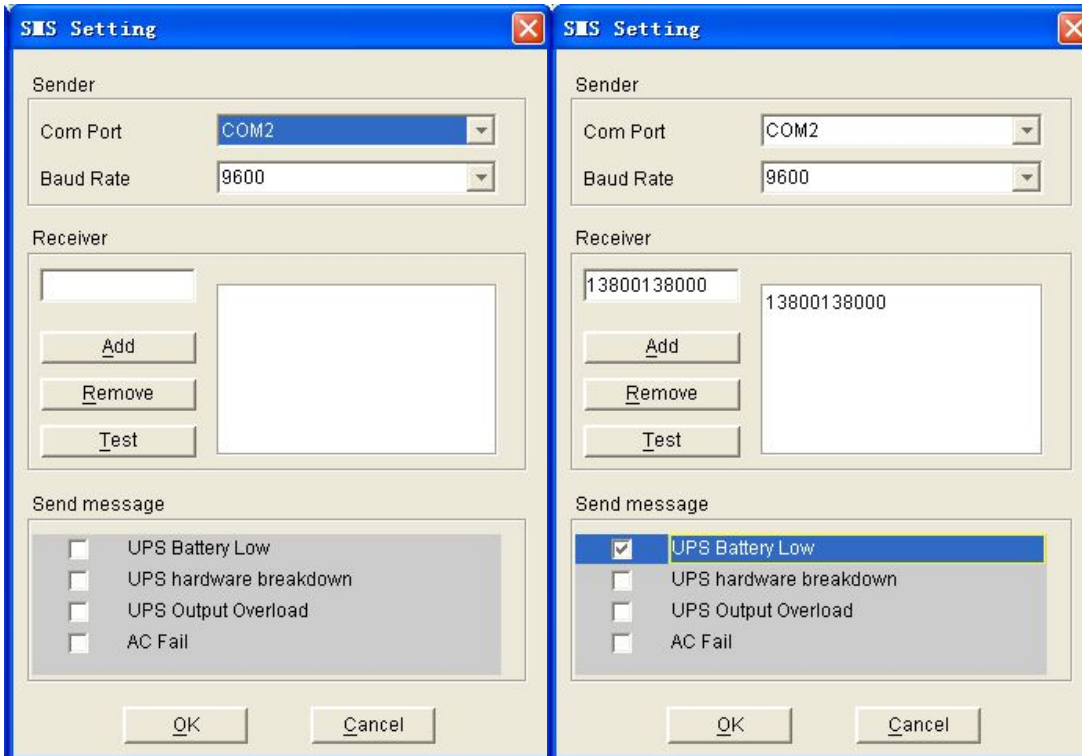 SMS Setting
Sender
Com Port COM2
Baud Rate 9600
Receiver
Add
Remove
Test
Send message
UPS Battery Low
UPS hardware breakdown
UPS Output Overload
AC Fail
OK Cancel
SMS Setting
Sender
Com Port COM2
Baud Rate 9600
Receiver
13800138000
13800138000
Add
Remove
Test
Send message
UPS Battery Low
UPS hardware breakdown
UPS Output Overload
AC Fail
OK Cancel